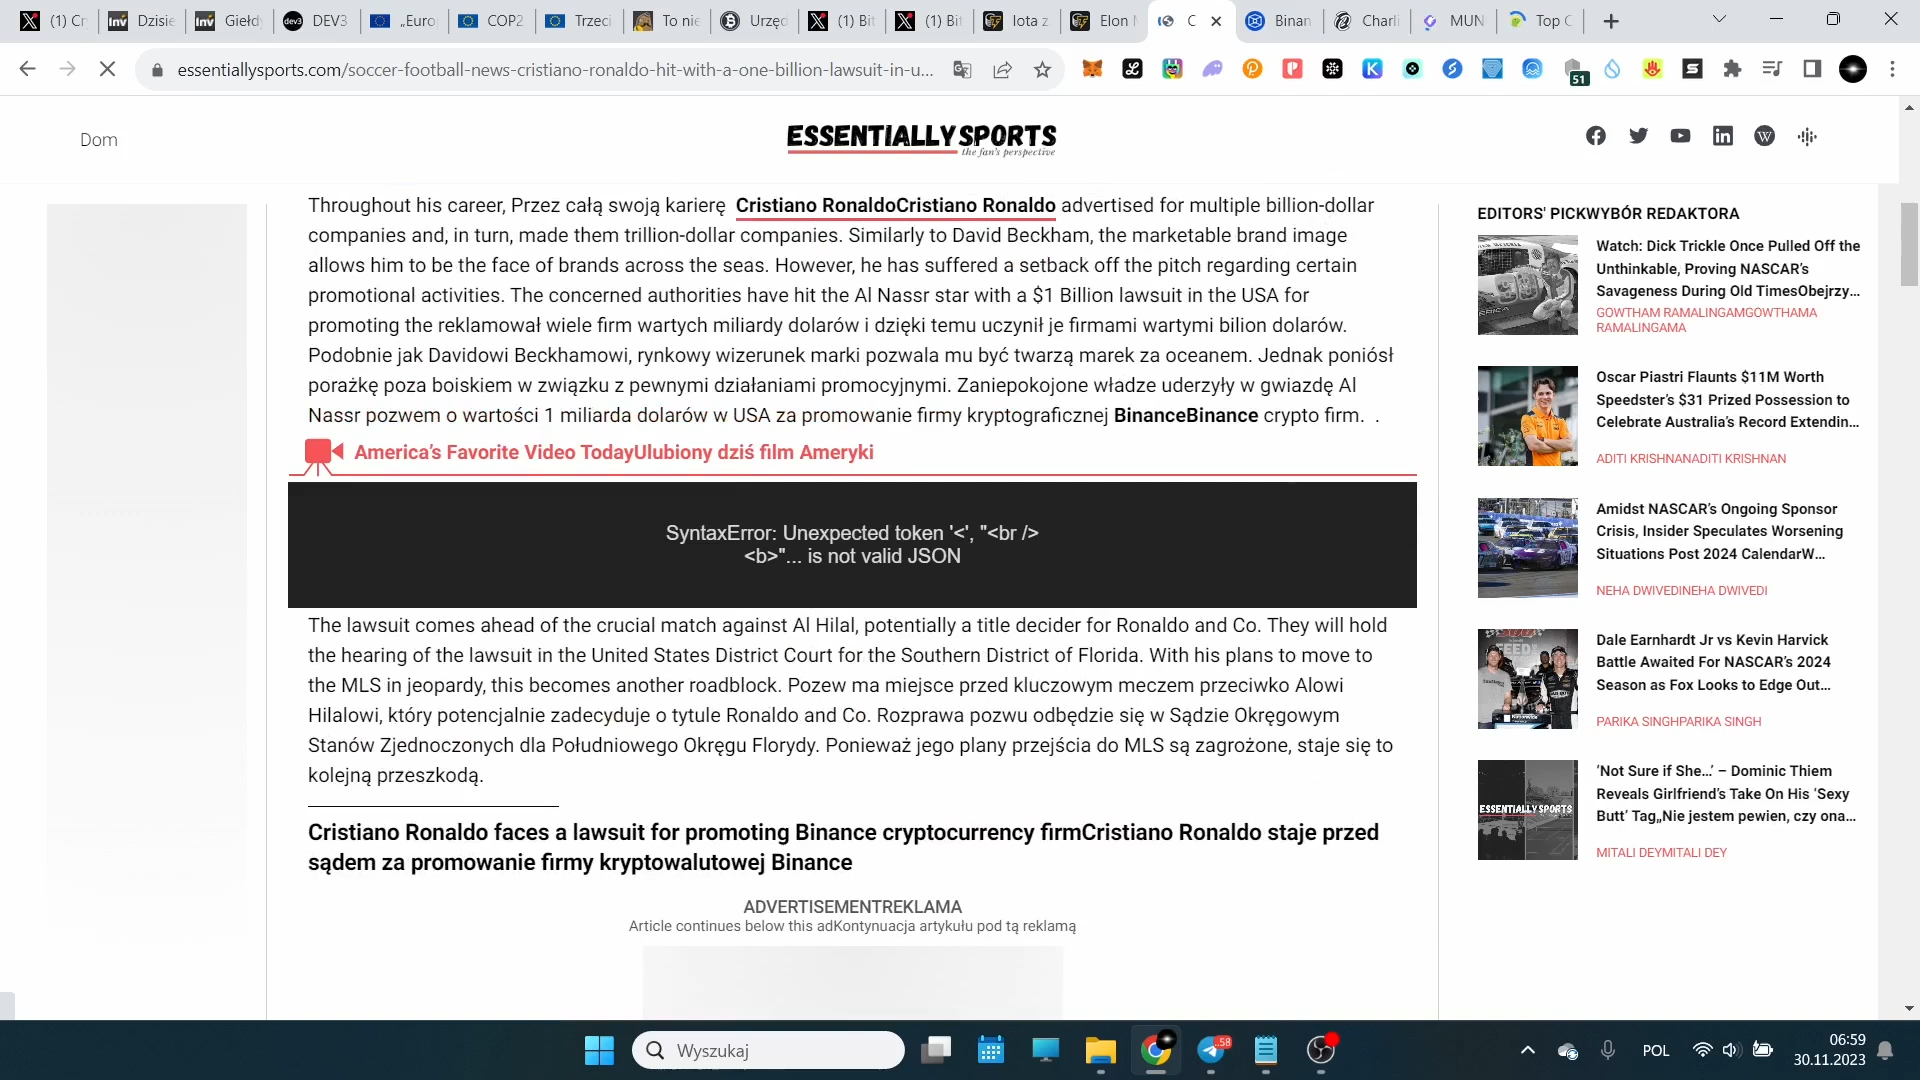 (1) Cr
Dzisie
Giełdy
DEV3
„Euro
COP2
Trzeci
To nie
Urzęd
(1) Bit
(1) Bit
Iota z
Elon M
C
Binan
Charli
MUN
Top C
essentiallysports.com/soccer-football-news-cristiano-ronaldo-hit-with-a-one-billion-lawsuit-in-u...
51
Dom
ESSENTIALLYSPORTS
the fan's perspective
Throughout his career, Przez całą swoją karierę Cristiano RonaldoCristiano Ronaldo advertised for multiple billion-dollar
companies and, in turn, made them trillion-dollar companies. Similarly to David Beckham, the marketable brand image
allows him to be the face of brands across the seas. However, he has suffered a setback off the pitch regarding certain
promotional activities. The concerned authorities have hit the Al Nassr star with a $1 Billion lawsuit in the USA for
promoting the reklamował wiele firm wartych miliardy dolarów i dzięki temu uczynił je firmami wartymi bilion dolarów.
Podobnie jak Davidowi Beckhamowi, rynkowy wizerunek marki pozwala mu być twarzą marek za oceanem. Jednak poniósł
porażkę poza boiskiem w związku z pewnymi działaniami promocyjnymi. Zaniepokojone władze uderzyły w gwiazdę Al
Nassr pozwem o wartości 1 miliarda dolarów w USA za promowanie firmy kryptograficznej BinanceBinance crypto firm. .
America's Favorite Video TodayUlubiony dziś film Ameryki
SyntaxError: Unexpected token '<', "<br />
<b>"... is not valid JSON
The lawsuit comes ahead of the crucial match against Al Hilal, potentially a title decider for Ronaldo and Co. They will hold
the hearing of the lawsuit in the United States District Court for the Southern District of Florida. With his plans to move to
the MLS in jeopardy, this becomes another roadblock. Pozew ma miejsce przed kluczowym meczem przeciwko Alowi
Hilalowi, który potencjalnie zadecyduje o tytule Ronaldo and Co. Rozprawa pozwu odbędzie się w Sądzie Okręgowym
Stanów Zjednoczonych dla Południowego Okręgu Florydy. Ponieważ jego plany przejścia do MLS są zagrożone, staje się to
kolejną przeszkodą.
Cristiano Ronaldo faces a lawsuit for promoting Binance cryptocurrency firmCristiano Ronaldo staje przed
sądem za promowanie firmy kryptowalutowej Binance
ADVERTISEMENTREKLAMA
Article continues below this adKontynuacja artykułu pod tą reklamą
EDITORS' PICKWYBÓR REDAKTORA
Watch: Dick Trickle Once Pulled Off the
Unthinkable, Proving NASCAR's
Savageness During Old TimesObejrzy...
GOWTHAM RAMALINGAMGOWTHAMA
RAMALINGAMA
Oscar Piastri Flaunts $11M Worth
Speedster's $31 Prized Possession to
Celebrate Australia's Record Extendin...
ADITI KRISHNANADITI KRISHNAN
Amidst NASCAR's Ongoing Sponsor
Crisis, Insider Speculates Worsening
Situations Post 2024 CalendarW...
NEHA DWIVEDINEHA DWIVEDI
Dale Earnhardt Jr vs Kevin Harvick
Battle Awaited For NASCAR's 2024
Season as Fox Looks to Edge Out...
PARIKA SINGHPARIKA SINGH
ESSENTIALLYSPORTS
'Not Sure if She…' – Dominic Thiem
Reveals Girlfriend's Take On His 'Sexy
Butt' Tag„Nie jestem pewien, czy ona...
MITALI DEYMITALI DEY
Wyszukaj
58
POL
06:59
30.11.2023